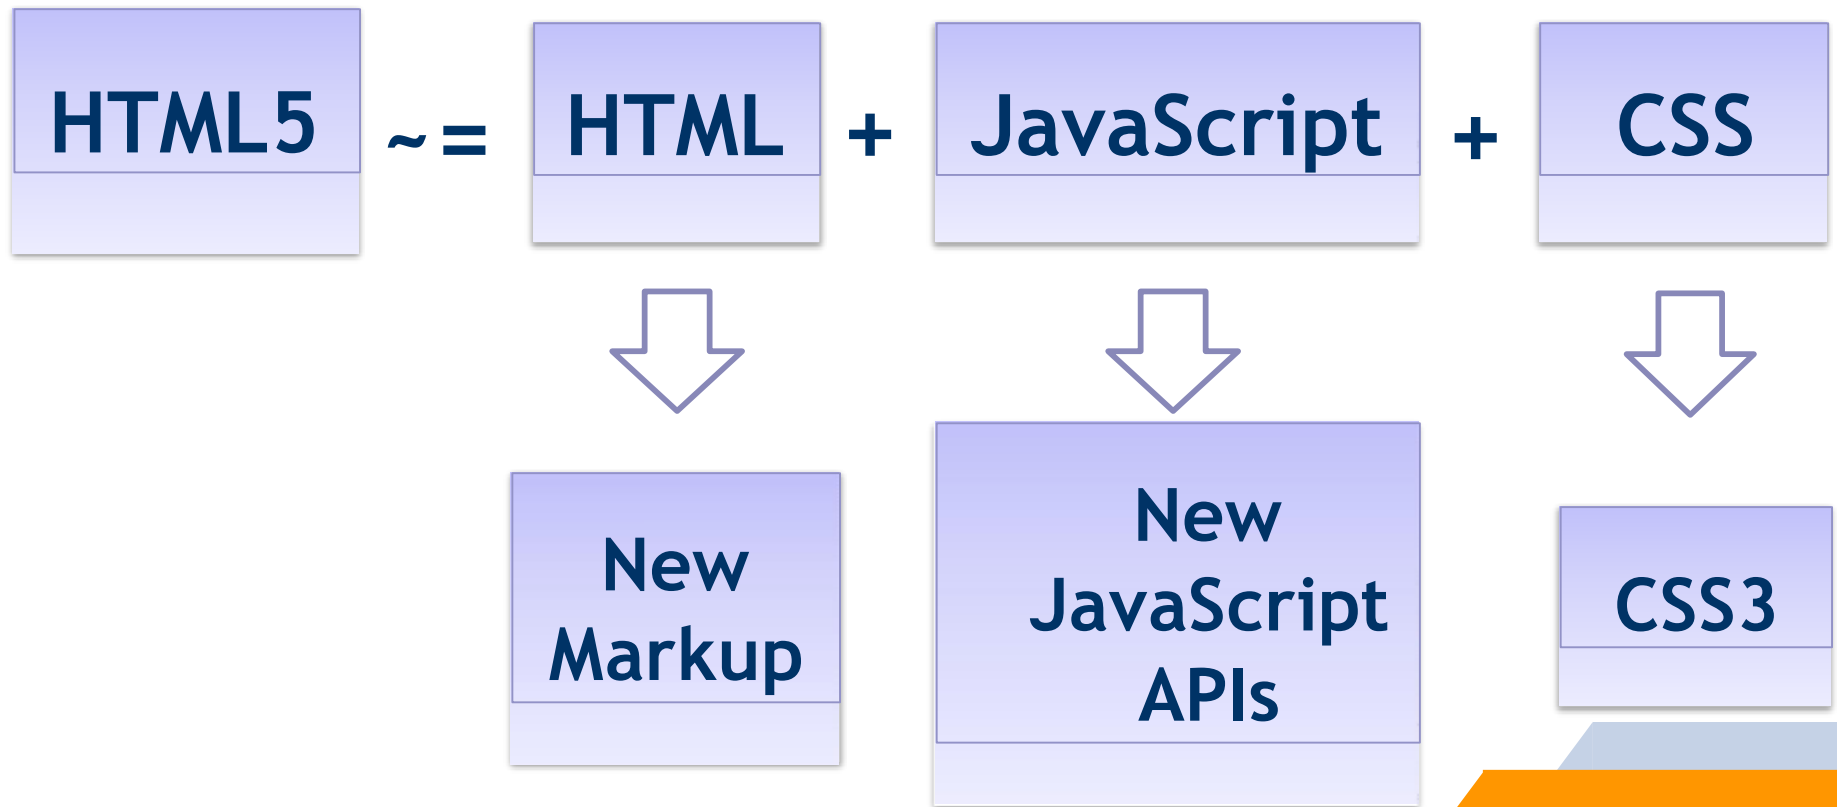 HTML5 ~= HTML + JavaScript + CSS
New
Markup
New
JavaScript
APIs
CSS3